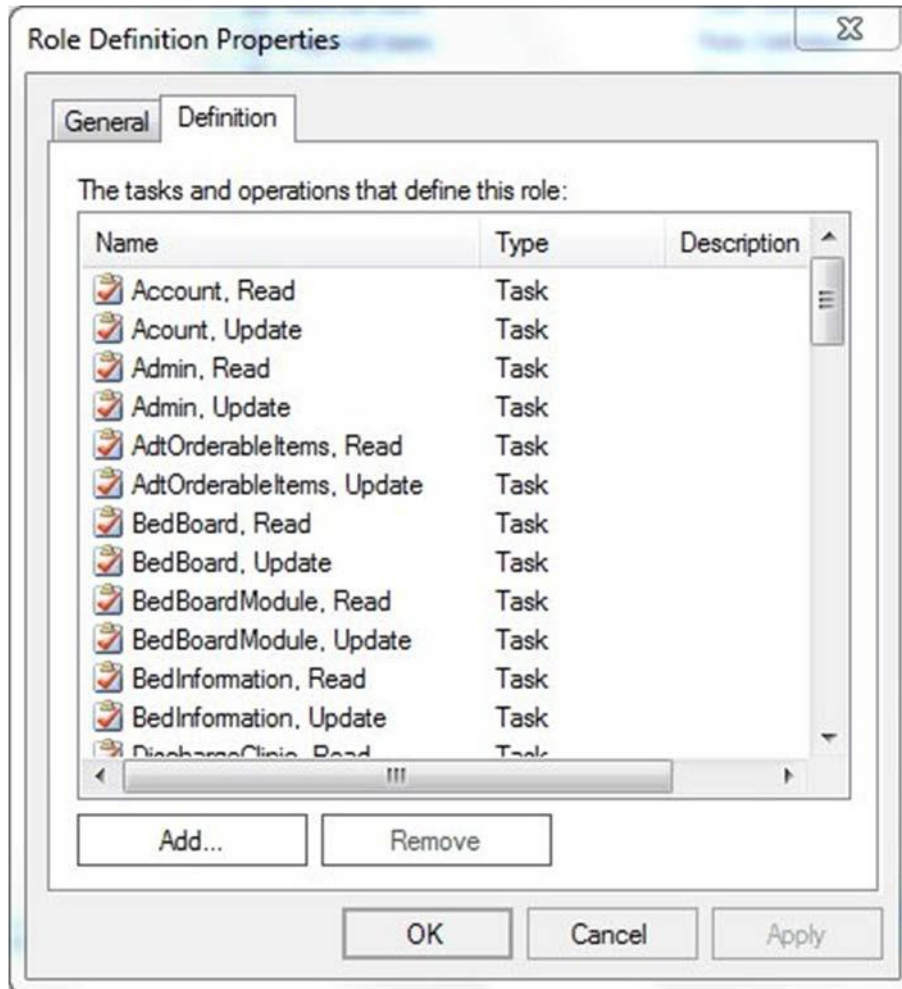 Role Definition Properties
General Definition
The tasks and operations that define this role:
Name Type Description
Account, Read Task
Acount, Update Task
Admin, Read Task
Admin, Update Task
AdtOrderableItems, Read Task
AdtOrderableItems, Update Task
BedBoard, Read Task
BedBoard, Update Task
BedBoardModule, Read Task
BedBoardModule, Update Task
BedInformation, Read Task
BedInformation, Update Task
DischargeClinic, Read Task
Add... Remove
OK Cancel Apply